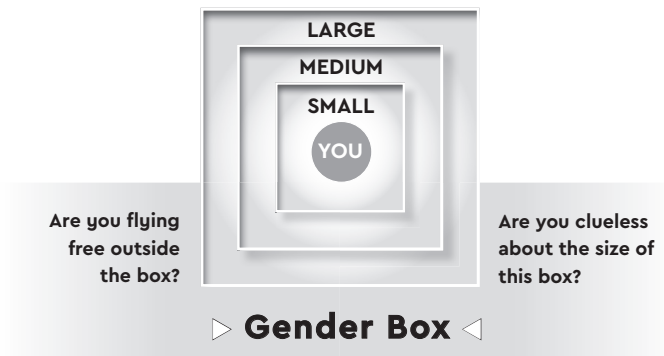 LARGE
MEDIUM
SMALL
YOU
Are you flying
free outside
the box?
Are you clueless
about the size of
this box?
Gender Box